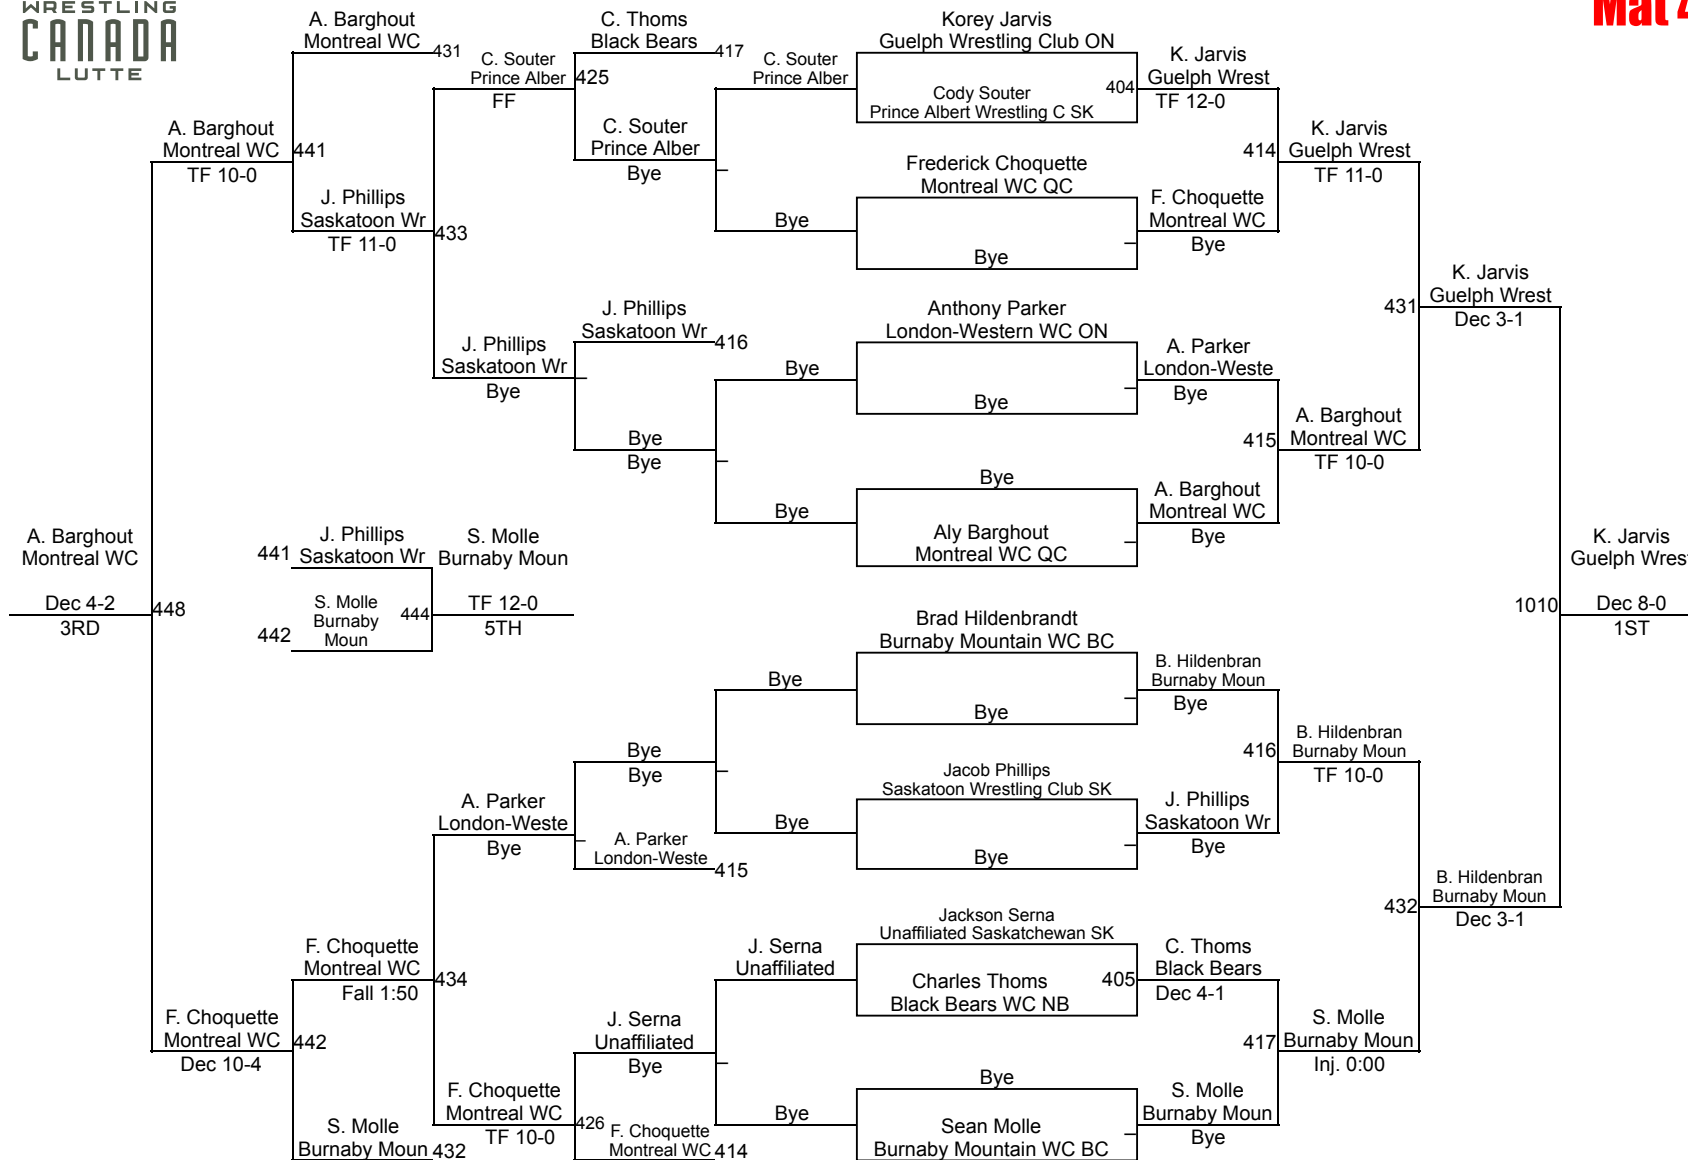 WRESTLING
CANADA
LUTTE
Mat 4
A. Barghout
Montreal WC
431
C. Thoms
Black Bears
417
Korey Jarvis
Guelph Wrestling Club ON
C. Souter
Prince Alber
425
FF
C. Souter
Prince Alber
Cody Souter
Prince Albert Wrestling C SK
404
K. Jarvis
Guelph Wrest
TF 12-0
A. Barghout
Montreal WC
441
TF 10-0
C. Souter
Prince Alber
Bye
Frederick Choquette
Montreal WC QC
414
K. Jarvis
Guelph Wrest
TF 11-0
J. Phillips
Saskatoon Wr
433
TF 11-0
Bye
Bye
F. Choquette
Montreal WC
Bye
K. Jarvis
Guelph Wrest
431
Dec 3-1
J. Phillips
Saskatoon Wr
Bye
J. Phillips
Saskatoon Wr
416
Bye
Anthony Parker
London-Western WC ON
Bye
A. Parker
London-Weste
Bye
Bye
Bye
A. Barghout
Montreal WC
415
TF 10-0
Bye
Bye
Aly Barghout
Montreal WC QC
A. Barghout
Montreal WC
Bye
A. Barghout
Montreal WC
Dec 4-2
448
3RD
441
J. Phillips
Saskatoon Wr
S. Molle
Burnaby
Moun
442
444
S. Molle
Burnaby Moun
TF 12-0
5TH
K. Jarvis
Guelph Wrest
1010
Dec 8-0
1ST
Brad Hildenbrandt
Burnaby Mountain WC BC
Bye
Bye
B. Hildenbran
Burnaby Moun
Bye
Bye
Bye
416
B. Hildenbran
Burnaby Moun
TF 10-0
Jacob Phillips
Saskatoon Wrestling Club SK
Bye
Bye
J. Phillips
Saskatoon Wr
Bye
A. Parker
London-Weste
Bye
A. Parker
London-Weste
415
B. Hildenbran
Burnaby Moun
432
Dec 3-1
Jackson Serna
Unaffiliated Saskatchewan SK
J. Serna
Unaffiliated
Charles Thoms
Black Bears WC NB
405
C. Thoms
Black Bears
Dec 4-1
F. Choquette
Montreal WC
434
Fall 1:50
F. Choquette
Montreal WC
442
Dec 10-4
J. Serna
Unaffiliated
Bye
417
S. Molle
Burnaby Moun
Inj. 0:00
Bye
Bye
Sean Molle
Burnaby Mountain WC BC
S. Molle
Burnaby Moun
Bye
F. Choquette
Montreal WC
426
TF 10-0
S. Molle
Burnaby Moun
432
F. Choquette
Montreal WC
414